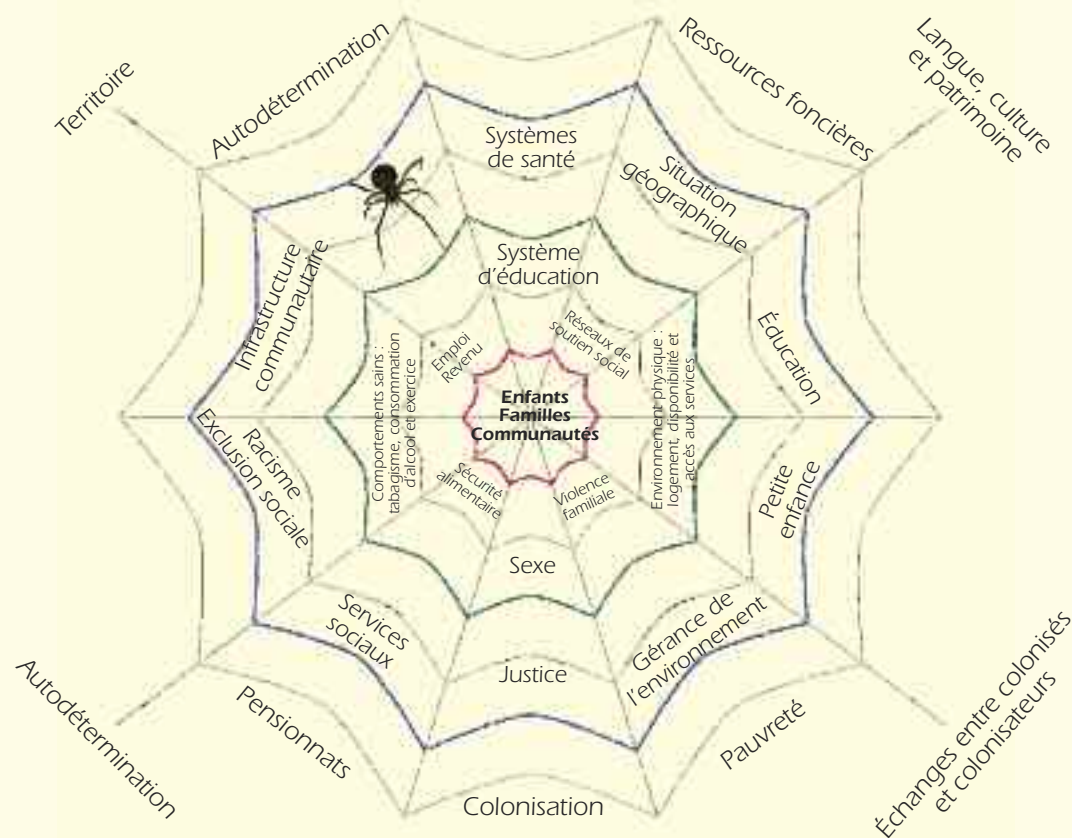 Territoire
Autodétermination
Ressources foncières
Langue, culture
et patrimoine
Systèmes
de santé
Situation
géographique
Infrastructure
communautaire
Système
d'éducation
Éducation
Emploi
Revenu
Réseaux de
soutien social
Comportements sains :
tabagisme, consommation
d'alcool et exercice
Environnement physique :
logement, disponibilité et
accès aux services
Enfants
Familles
Communautés
Racisme
Exclusion sociale
Sécurité
alimentaire
Violence
familiale
Petite
enfance
Sexe
Services
sociaux
Gérance de
l'environnement
Justice
Autodétermination
Pensionnats
Colonisation
Pauvreté
Échanges entre colonisés
et colonisateurs